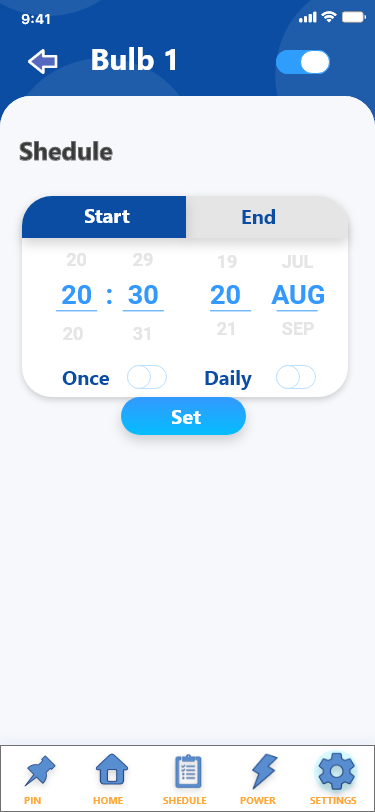 9:41
Bulb 1
Shedule
Start End
20 29 19 JUL
20 : 30 20 AUG
20 31 21 SEP
Once Daily
Set
PIN HOME SHEDULE POWER SETTINGS